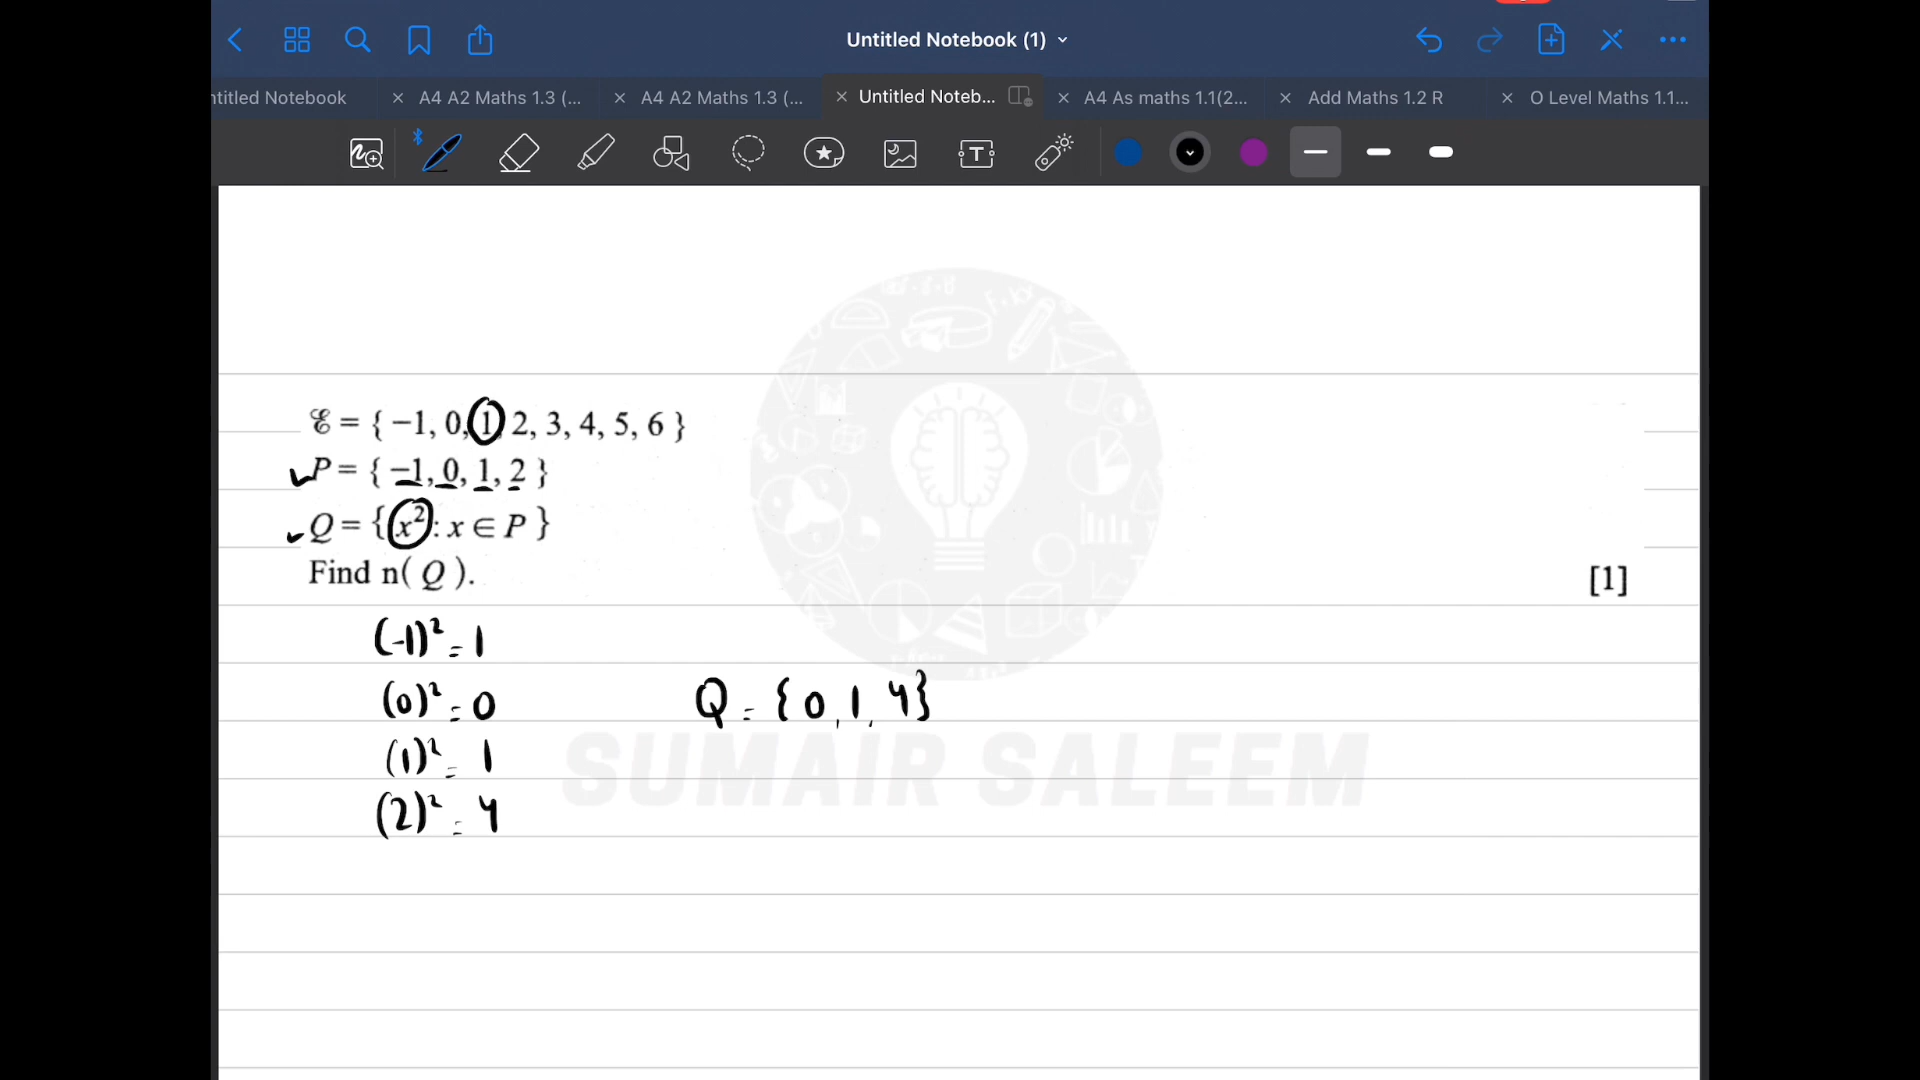 Untitled Notebook (1)
ntitled Notebook
A4 A2 Maths 1.3 (...
A4 A2 Maths 1.3 (...
Untitled Noteb...
A4 As maths 1.1(2...
Add Maths 1.2 R
O Level Maths 1.1...
ℰ = { −1, 0, 1, 2, 3, 4, 5, 6 }
P = { −1, 0, 1, 2 }
Q = { x² : x ∈ P }
Find n( Q ).
[1]
(-1)² = 1
(0)² = 0
Q = {0, 1, 4}
(1)² = 1
SUMAIR SALEEM
(2)² = 4